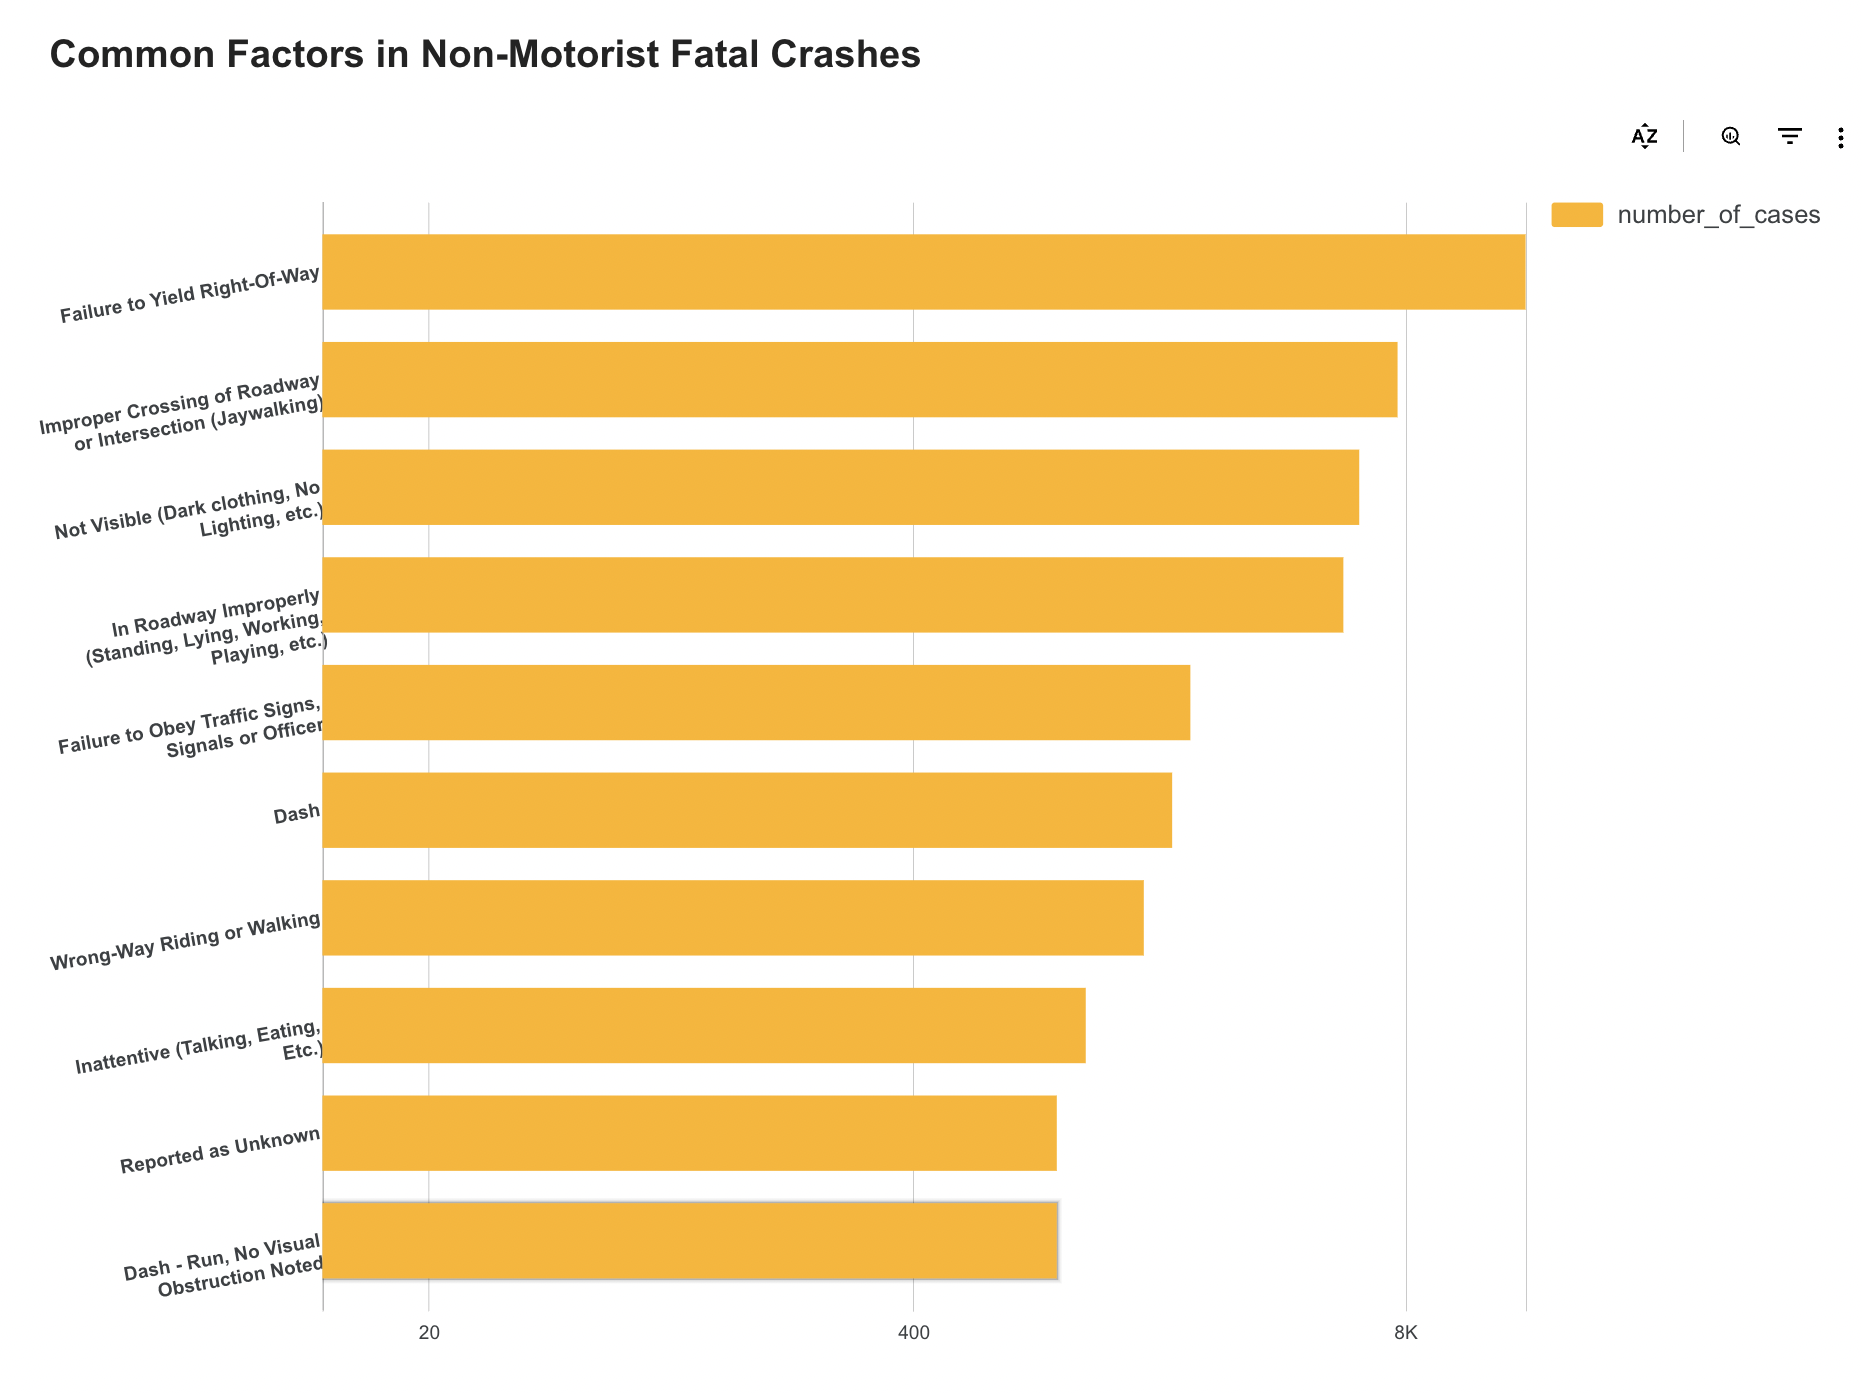 Common Factors in Non-Motorist Fatal Crashes
AZ
number_of_cases
Failure to Yield Right-Of-Way
Improper Crossing of Roadway
or Intersection (Jaywalking)
Not Visible (Dark clothing, No
Lighting, etc.)
In Roadway Improperly
(Standing, Lying, Working,
Playing, etc.)
Failure to Obey Traffic Signs,
Signals or Officer
Dash
Wrong-Way Riding or Walking
Inattentive (Talking, Eating,
Etc.)
Reported as Unknown
Dash - Run, No Visual
Obstruction Noted
20
400
8K